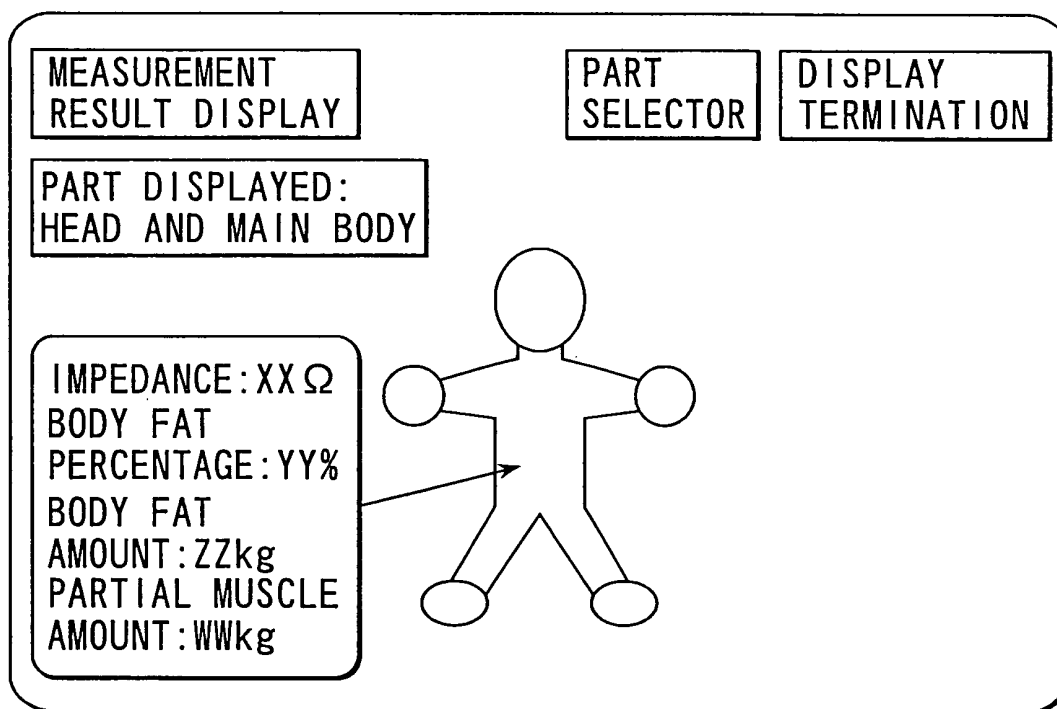 MEASUREMENT
RESULT DISPLAY
PART
SELECTOR
DISPLAY
TERMINATION
PART DISPLAYED:
HEAD AND MAIN BODY
IMPEDANCE:XXΩ
BODY FAT
PERCENTAGE:YY%
BODY FAT
AMOUNT:ZZkg
PARTIAL MUSCLE
AMOUNT:WWkg